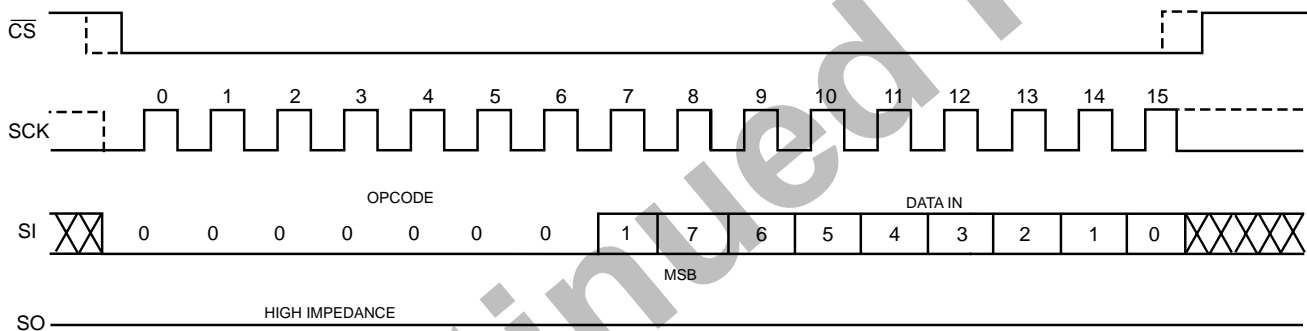 CS
0 1 2 3 4 5 6 7 8 9 10 11 12 13 14 15
SCK
OPCODE DATA IN
SI 0 0 0 0 0 0 0 1 7 6 5 4 3 2 1 0
MSB
HIGH IMPEDANCE
SO